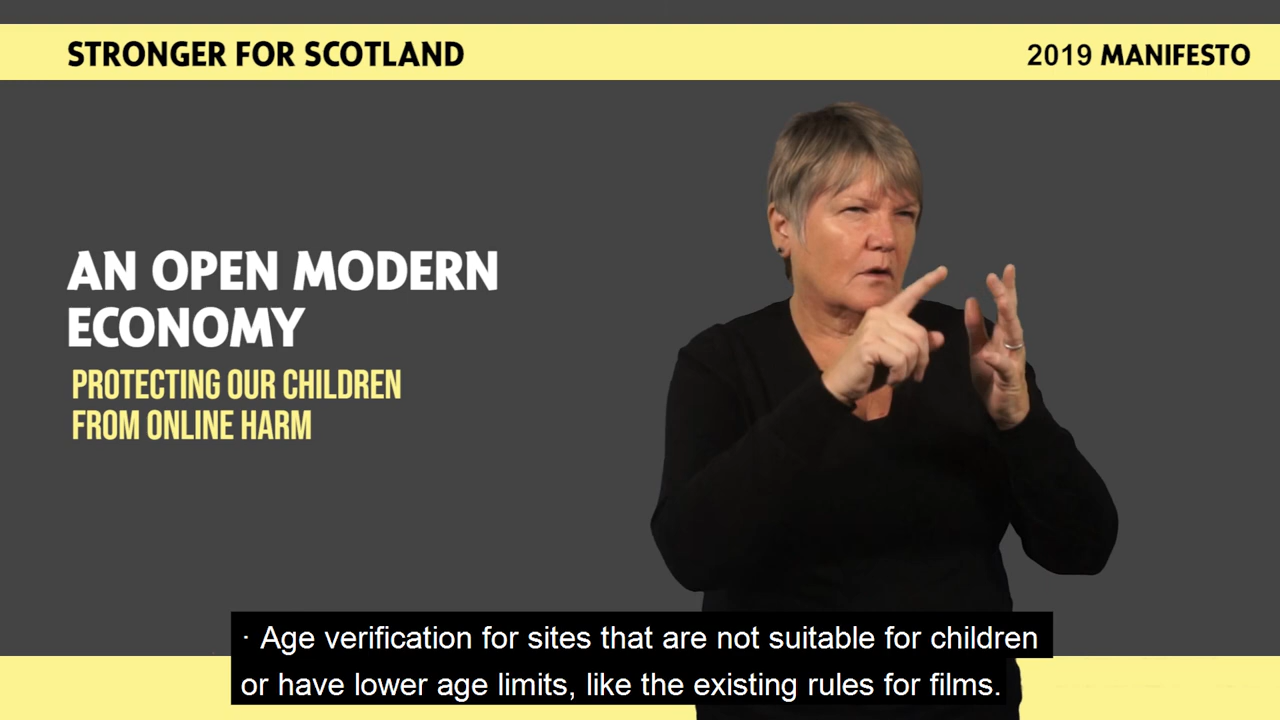 STRONGER FOR SCOTLAND
2019 MANIFESTO
AN OPEN MODERN
ECONOMY
PROTECTING OUR CHILDREN
FROM ONLINE HARM
· Age verification for sites that are not suitable for children
or have lower age limits, like the existing rules for films.